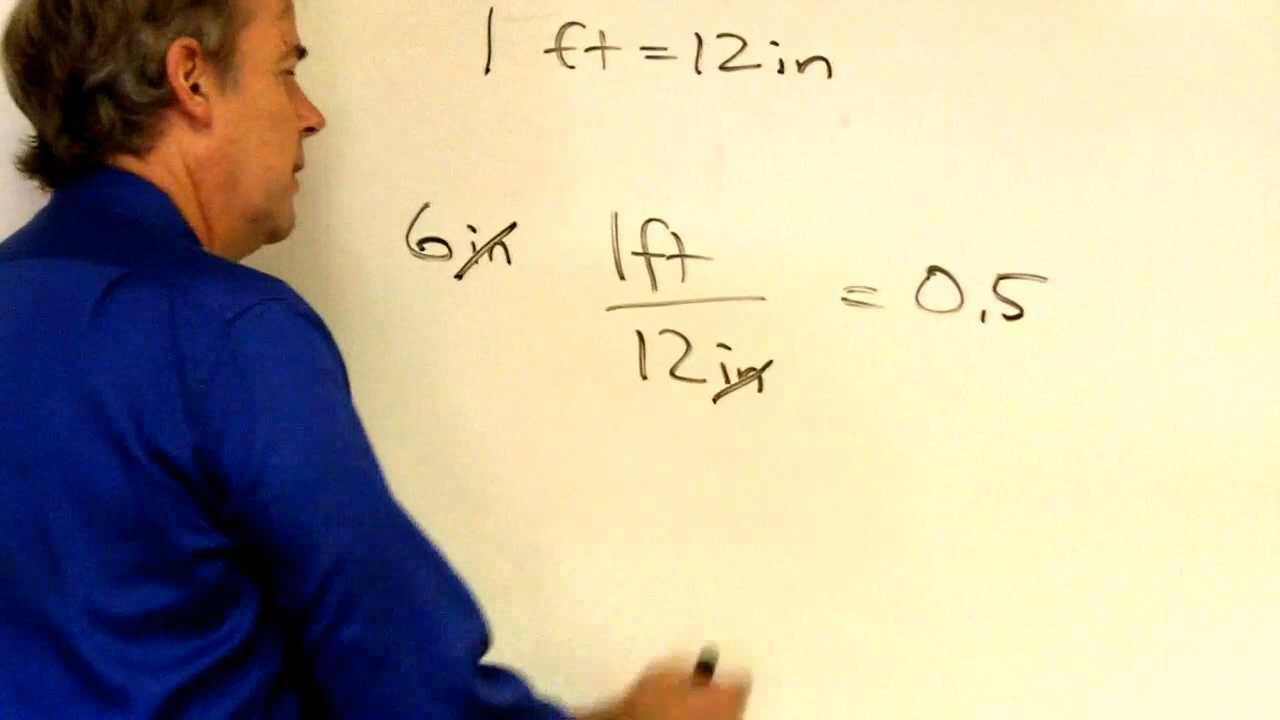 1 ft = 12 in
6 in 1 ft = 0.5
12 in